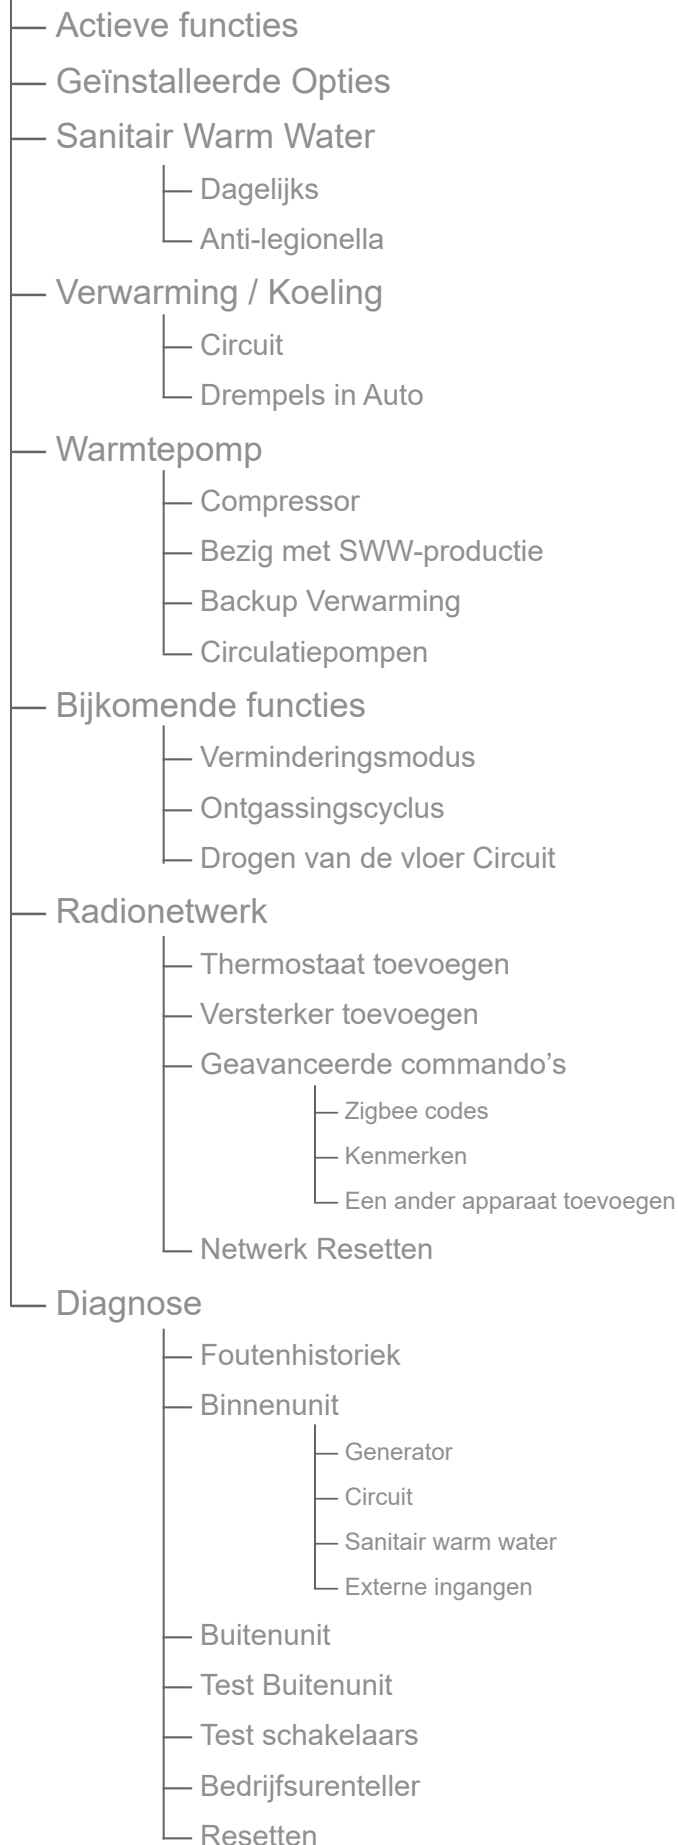 Actieve functies
Geïnstalleerde Opties
Sanitair Warm Water
Dagelijks
Anti-legionella
Verwarming / Koeling
Circuit
Drempels in Auto
Warmtepomp
Compressor
Bezig met SWW-productie
Backup Verwarming
Circulatiepompen
Bijkomende functies
Verminderingsmodus
Ontgassingscyclus
Drogen van de vloer Circuit
Radionetwerk
Thermostaat toevoegen
Versterker toevoegen
Geavanceerde commando’s
Zigbee codes
Kenmerken
Een ander apparaat toevoegen
Netwerk Resetten
Diagnose
Foutenhistoriek
Binnenunit
Generator
Circuit
Sanitair warm water
Externe ingangen
Buitenunit
Test Buitenunit
Test schakelaars
Bedrijfsurenteller
Resetten